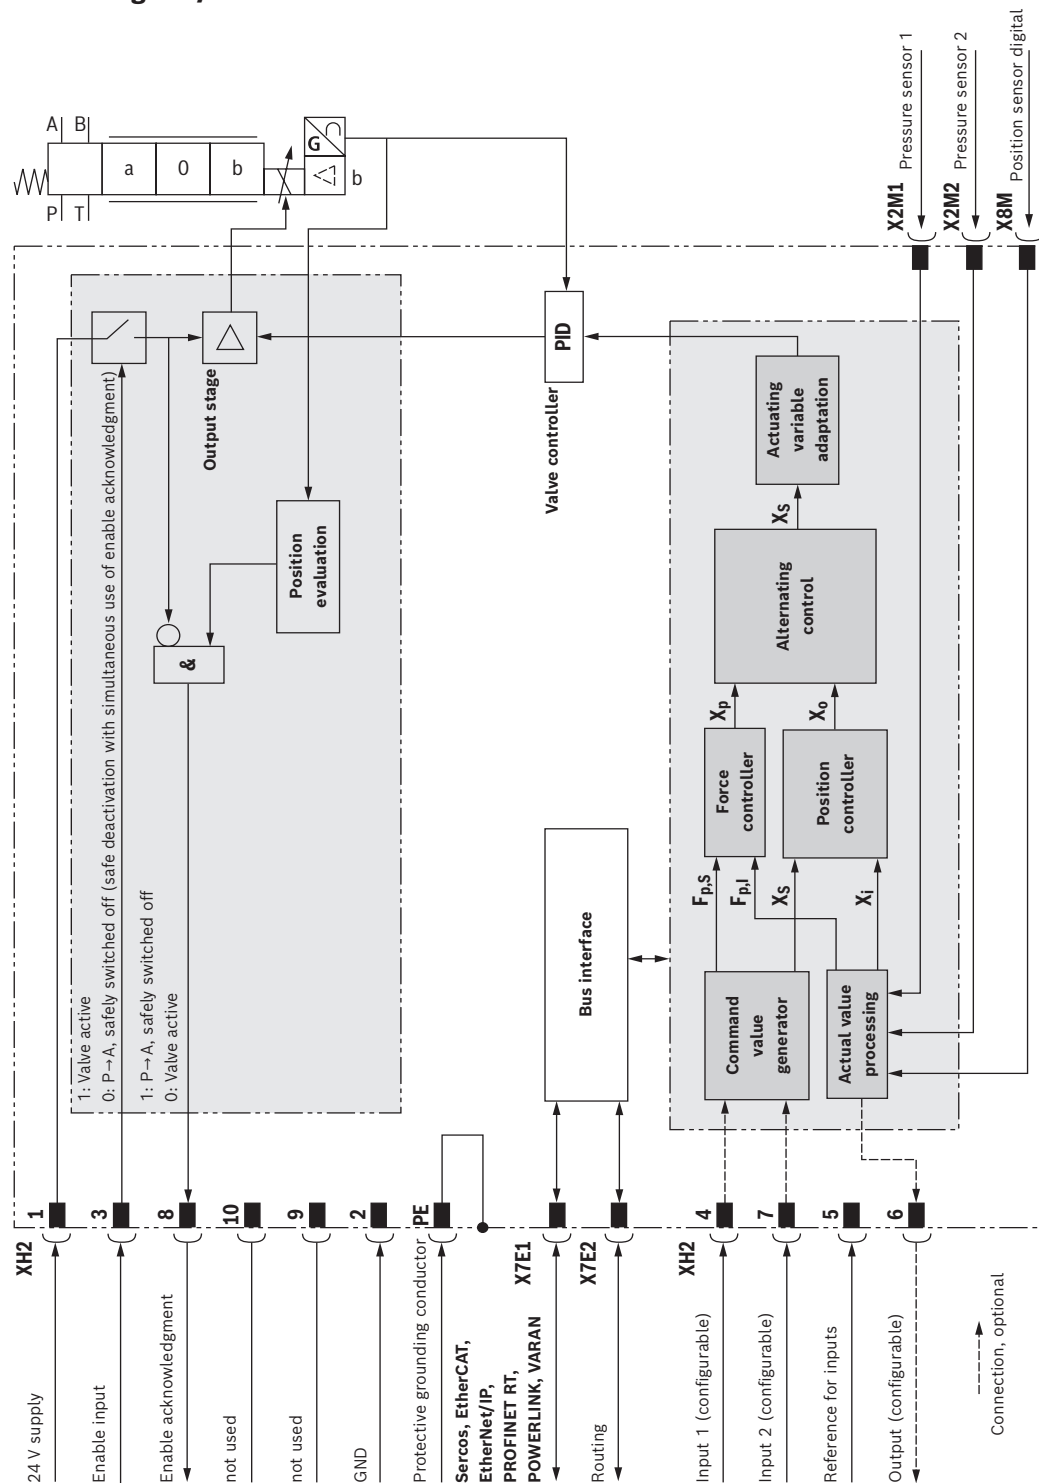 A B
P T
a 0 b
G
b
X2M1 Pressure sensor 1
X2M2 Pressure sensor 2
X8M Position sensor digital
Output stage
PID
Valve controller
Actuating
variable
adaptation
Xs
Alternating
control
Xp
Xo
Force
controller
Position
controller
Fp,S
Fp,I
Xs
Xi
Command
value
generator
Actual value
processing
Position
evaluation
&
1: Valve active
0: P→A, safely switched off (safe deactivation with simultaneous use of enable acknowledgment)
1: P→A, safely switched off
0: Valve active
Bus interface
XH2
1
3
8
10
9
2
PE
X7E1
X7E2
XH2
4
7
5
6
24 V supply
Enable input
Enable acknowledgment
not used
not used
GND
Protective grounding conductor
Sercos, EtherCAT,
EtherNet/IP,
PROFINET RT,
POWERLINK, VARAN
Routing
Input 1 (configurable)
Input 2 (configurable)
Reference for inputs
Output (configurable)
Connection, optional